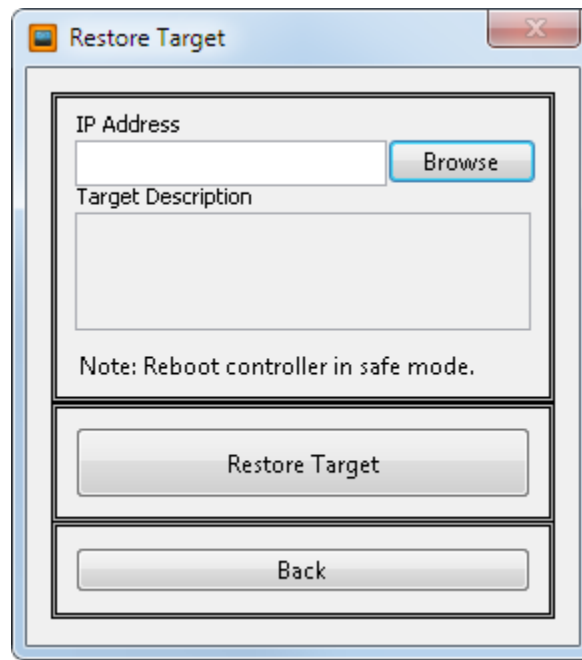 Restore Target
IP Address
Browse
Target Description
Note: Reboot controller in safe mode.
Restore Target
Back